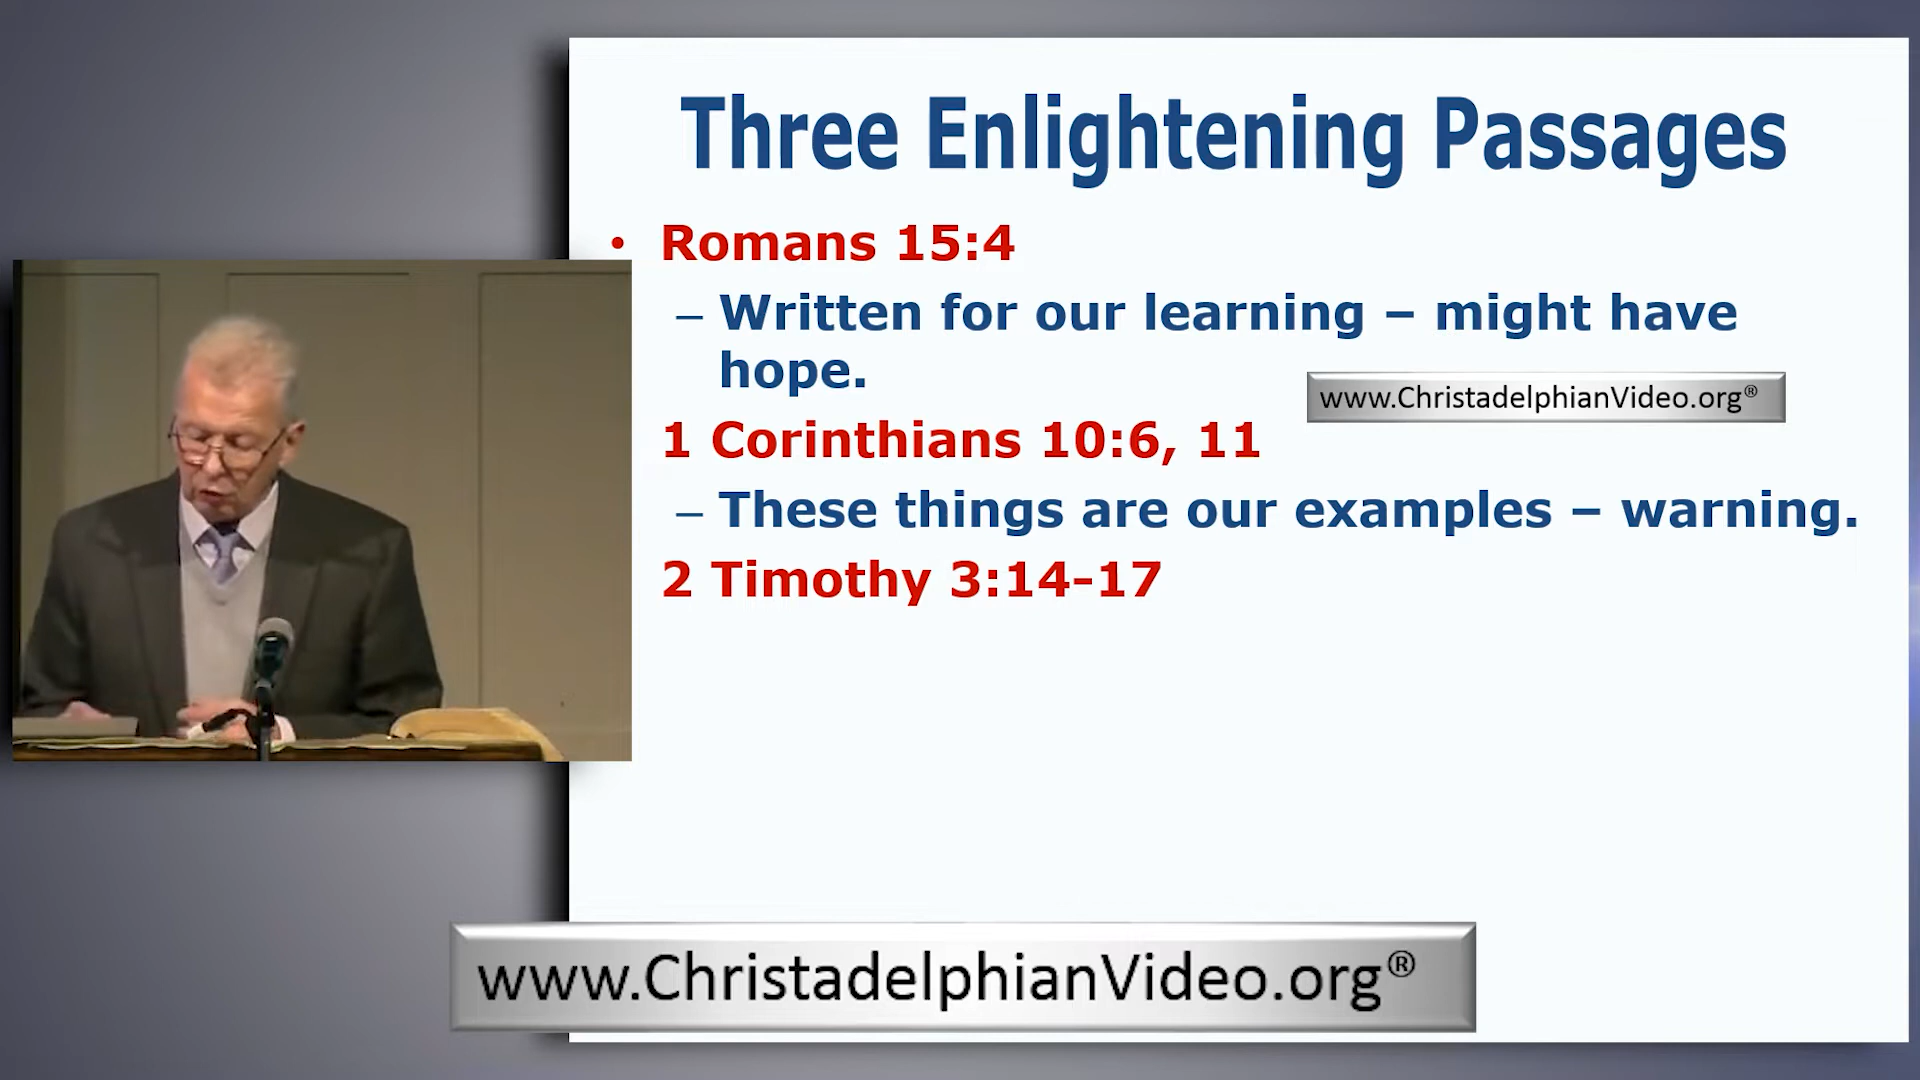 Three Enlightening Passages
• Romans 15:4
– Written for our learning – might have
hope.
www.ChristadelphianVideo.org®
1 Corinthians 10:6, 11
– These things are our examples – warning.
2 Timothy 3:14-17
www.ChristadelphianVideo.org®